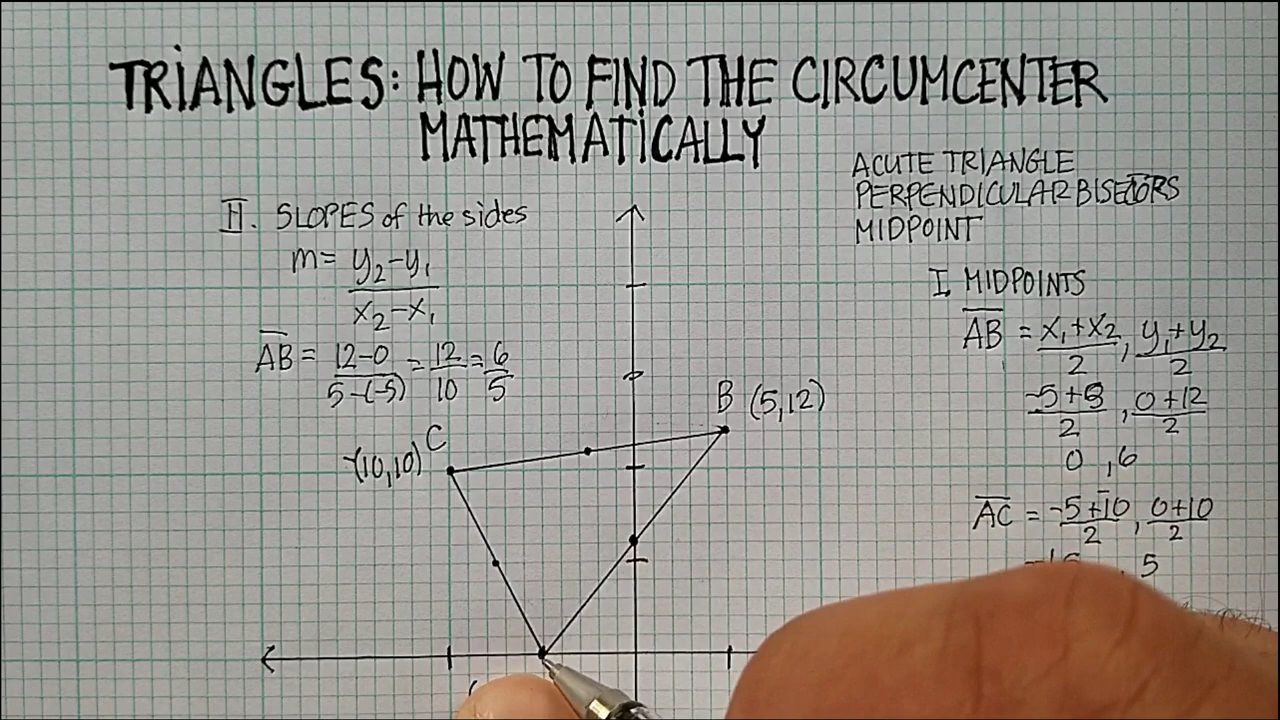 TRIANGLES: HOW TO FIND THE CIRCUMCENTER
MATHEMATICALLY
ACUTE TRIANGLE
PERPENDICULAR BISECTORS
MIDPOINT
II. SLOPES of the sides
m = y₂-y₁
x₂-x₁
AB = 12-0 = 12 = 6
5-(-5) 10 5
I. MIDPOINTS
AB = x₁+x₂, y₁+y₂
2 2
-5+5, 0+12
2 2
0, 6
AC = -5+-10, 0+10
2 2
5
B (5,12)
C
-(10,10)